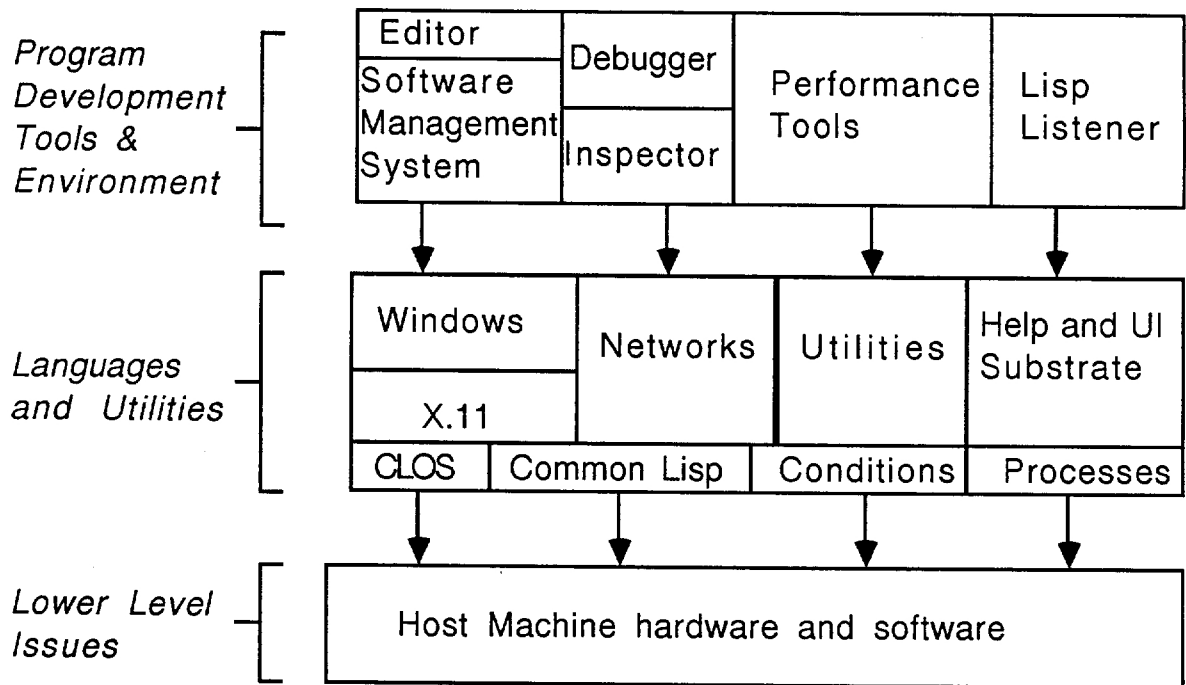 Program
Development
Tools &
Environment
Editor
Software
Management
System
Debugger
Inspector
Performance
Tools
Lisp
Listener
Languages
and Utilities
Windows
X.11
Networks
Utilities
Help and UI
Substrate
CLOS
Common Lisp
Conditions
Processes
Lower Level
Issues
Host Machine hardware and software